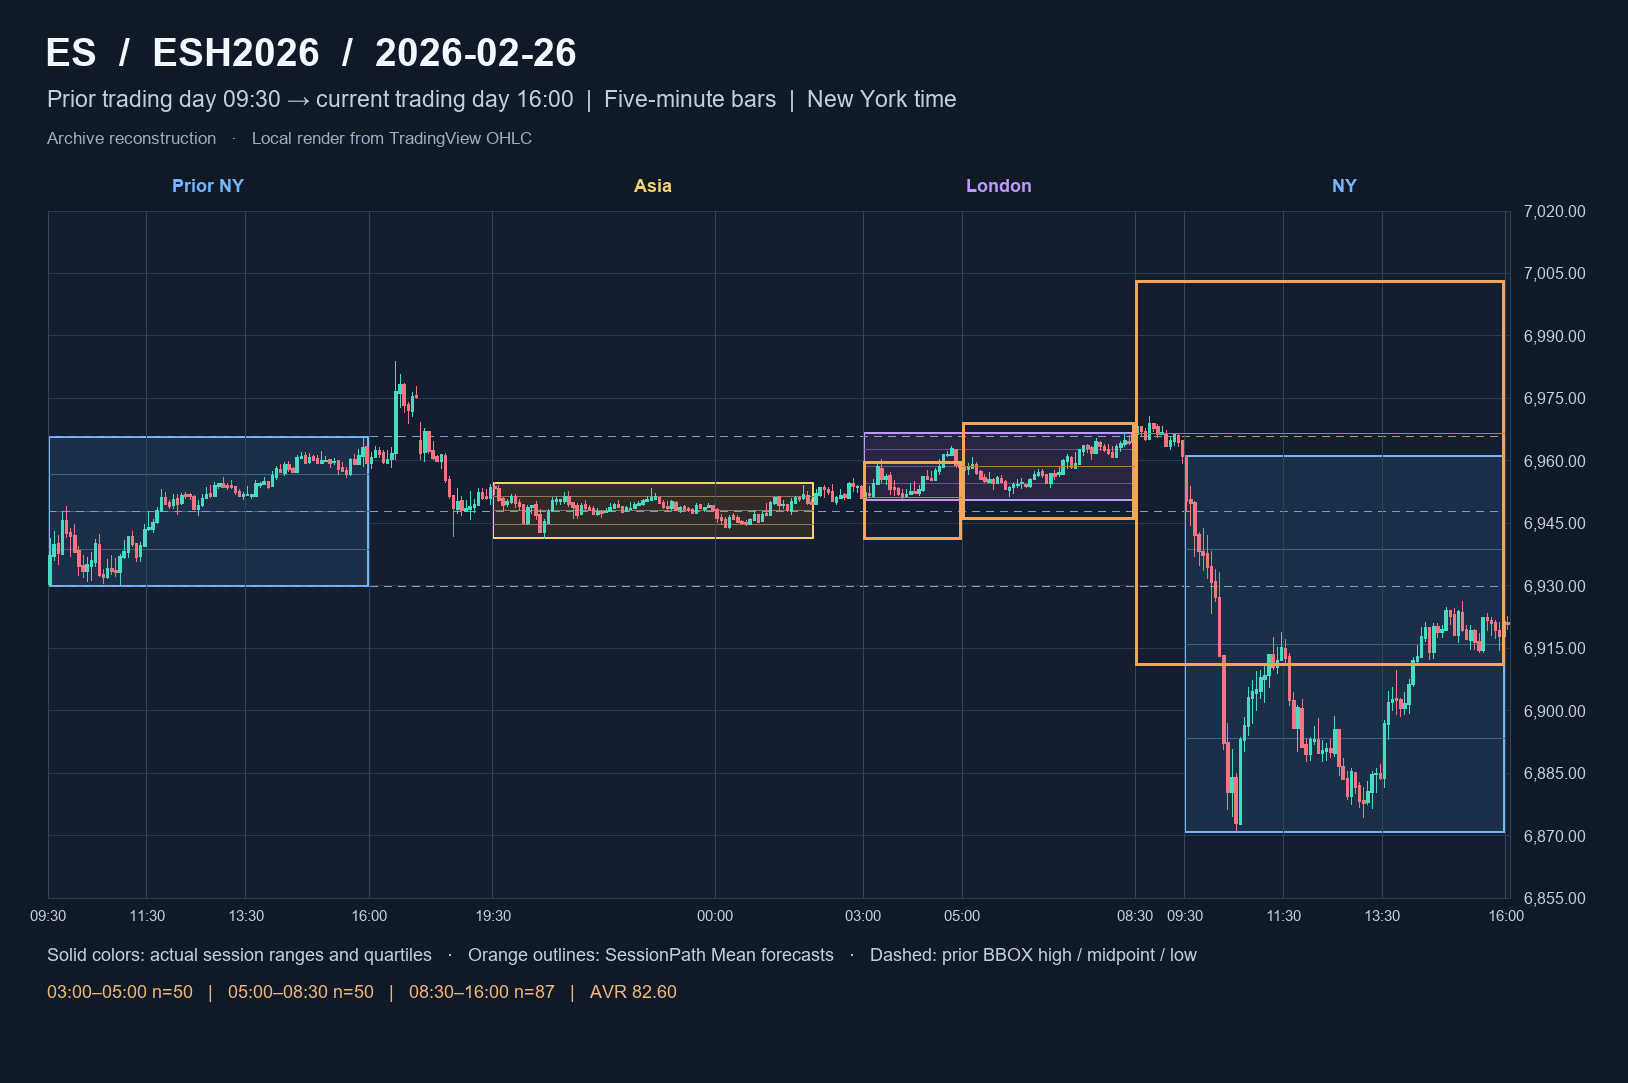 ES / ESH2026 / 2026-02-26
Prior trading day 09:30 → current trading day 16:00 | Five-minute bars | New York time
Archive reconstruction · Local render from TradingView OHLC
Prior NY Asia London NY
7,020.00
7,005.00
6,990.00
6,975.00
6,960.00
6,945.00
6,930.00
6,915.00
6,900.00
6,885.00
6,870.00
6,855.00
09:30 11:30 13:30 16:00 19:30 00:00 03:00 05:00 08:30 09:30 11:30 13:30 16:00
Solid colors: actual session ranges and quartiles · Orange outlines: SessionPath Mean forecasts · Dashed: prior BBOX high / midpoint / low
03:00–05:00 n=50 | 05:00–08:30 n=50 | 08:30–16:00 n=87 | AVR 82.60